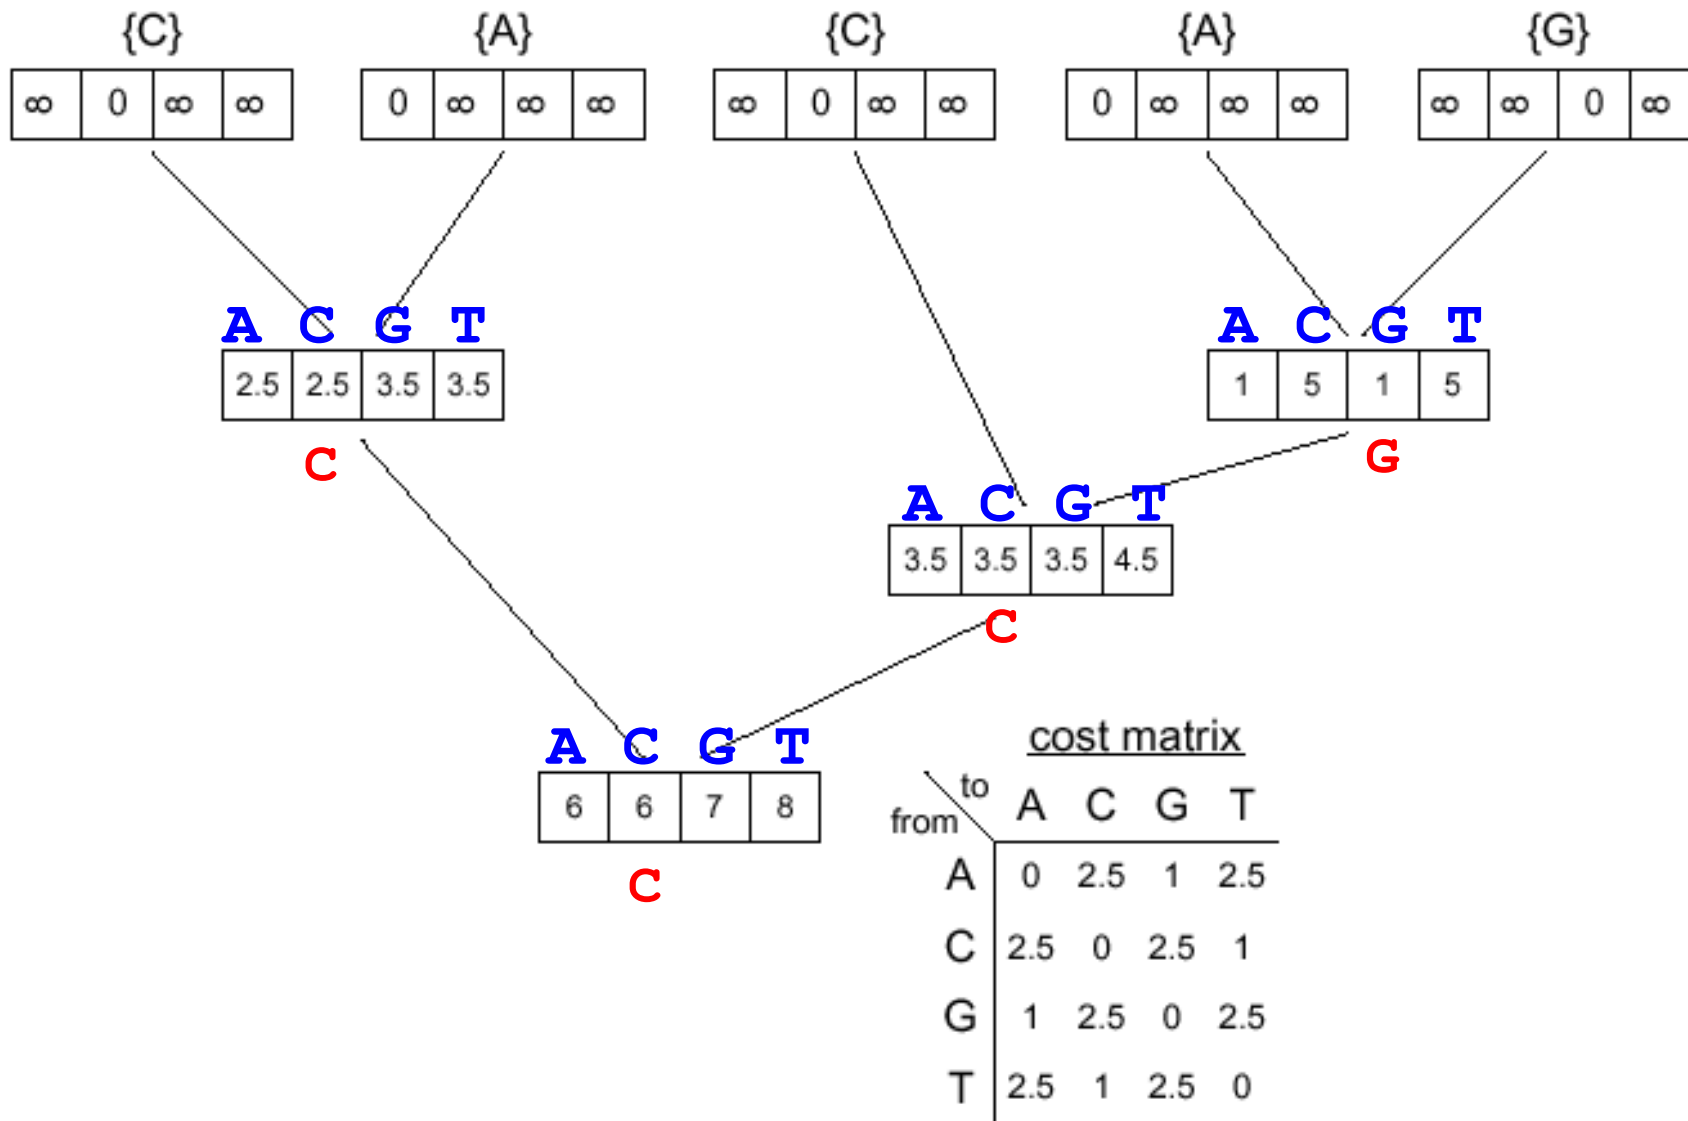 {C} {A} {C} {A} {G}
∞ 0 ∞ ∞ 0 ∞ ∞ ∞ ∞ 0 ∞ ∞ 0 ∞ ∞ ∞ ∞ ∞ 0 ∞
A C G T A C G T
2.5 2.5 3.5 3.5 1 5 1 5
C G
A C G T
3.5 3.5 3.5 4.5
C
A C G T
6 6 7 8
C
cost matrix
to
from A C G T
A 0 2.5 1 2.5
C 2.5 0 2.5 1
G 1 2.5 0 2.5
T 2.5 1 2.5 0